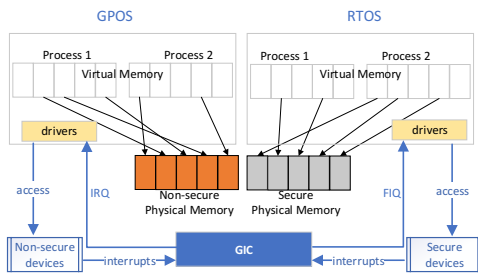 GPOS
RTOS
Process 1
Process 2
Virtual Memory
Process 1
Process 2
Virtual Memory
drivers
drivers
access
IRQ
Non-secure
Physical Memory
Secure
Physical Memory
FIQ
access
Non-secure
devices
interrupts
GIC
interrupts
Secure
devices